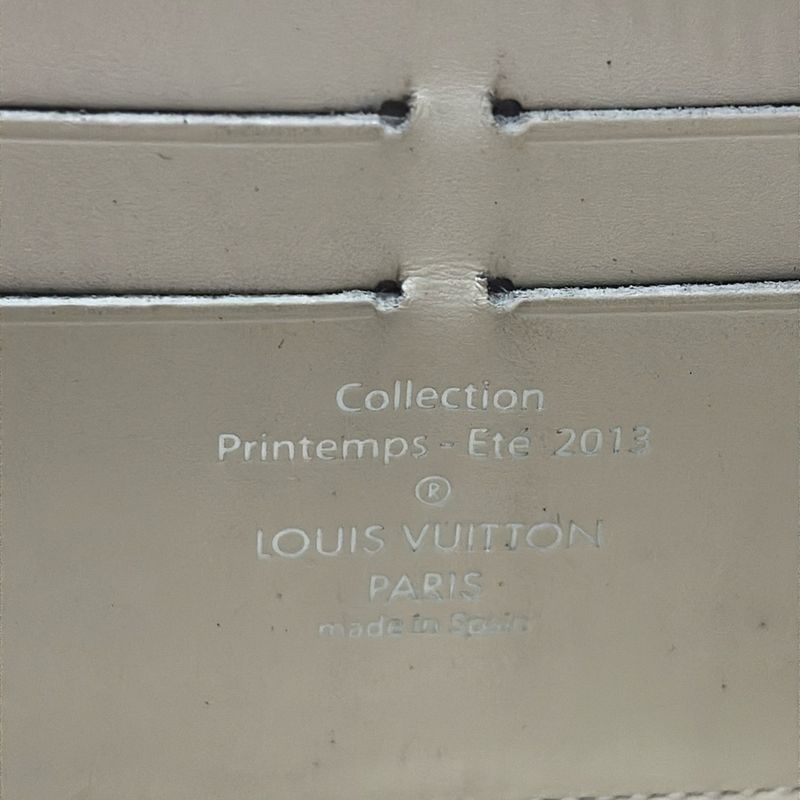 Collection
Printemps - Eté 2013
®
LOUIS VUITTON
PARIS
made in Spain